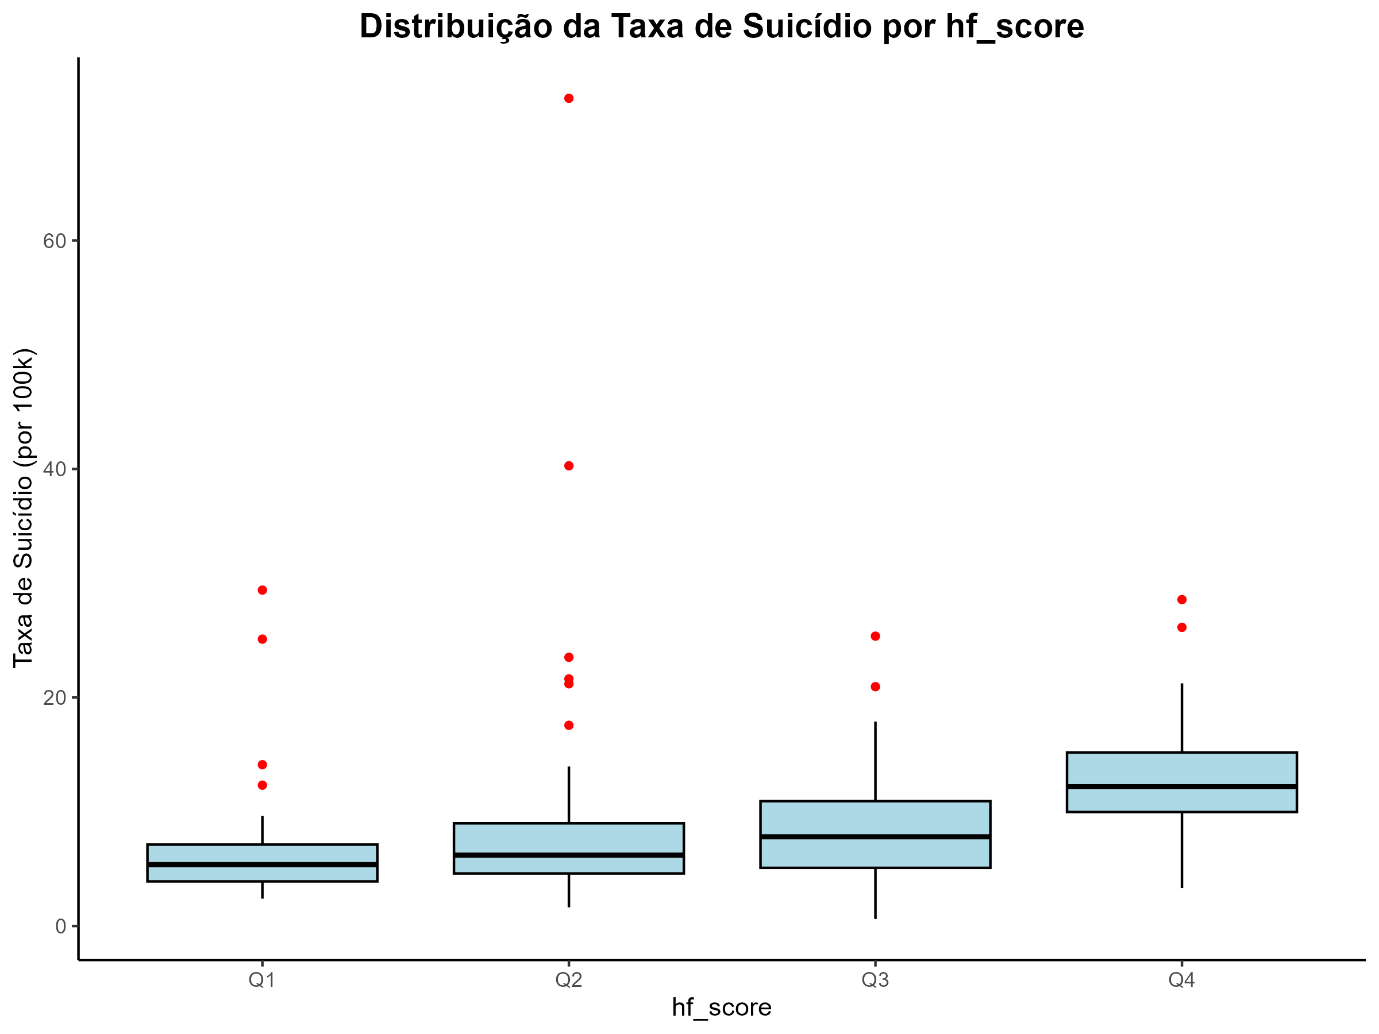 Distribuição da Taxa de Suicídio por hf_score
Taxa de Suicídio (por 100k)
60
40
20
0
Q1 Q2 Q3 Q4
hf_score